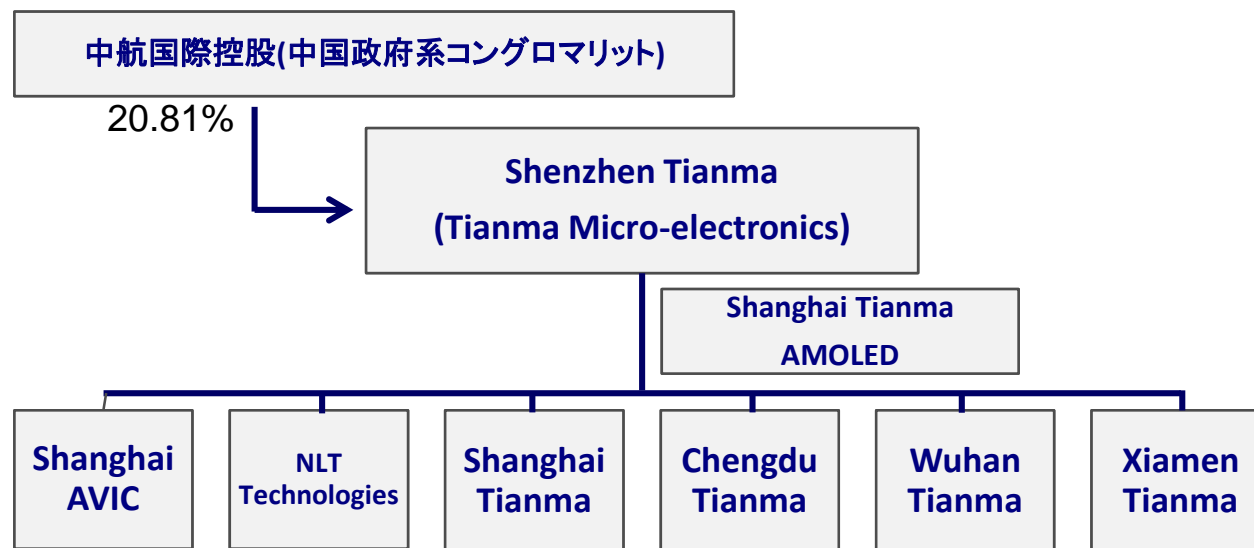 中航国際控股(中国政府系コングロマリット)
20.81%
Shenzhen Tianma
(Tianma Micro-electronics)
Shanghai Tianma
AMOLED
Shanghai
AVIC
NLT
Technologies
Shanghai
Tianma
Chengdu
Tianma
Wuhan
Tianma
Xiamen
Tianma